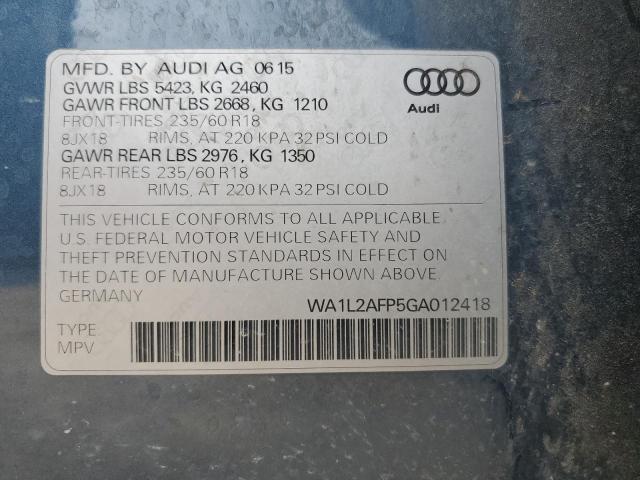 MFD. BY AUDI AG 06 15
GVWR LBS 5423, KG 2460
GAWR FRONT LBS 2668, KG 1210
FRONT-TIRES 235/60 R18
8JX18 RIMS, AT 220 KPA 32 PSI COLD
GAWR REAR LBS 2976, KG 1350
REAR-TIRES 235/60 R18
8JX18 RIMS, AT 220 KPA 32 PSI COLD
Audi
THIS VEHICLE CONFORMS TO ALL APPLICABLE
U.S. FEDERAL MOTOR VEHICLE SAFETY AND
THEFT PREVENTION STANDARDS IN EFFECT ON
THE DATE OF MANUFACTURE SHOWN ABOVE.
GERMANY WA1L2AFP5GA012418
TYPE
MPV